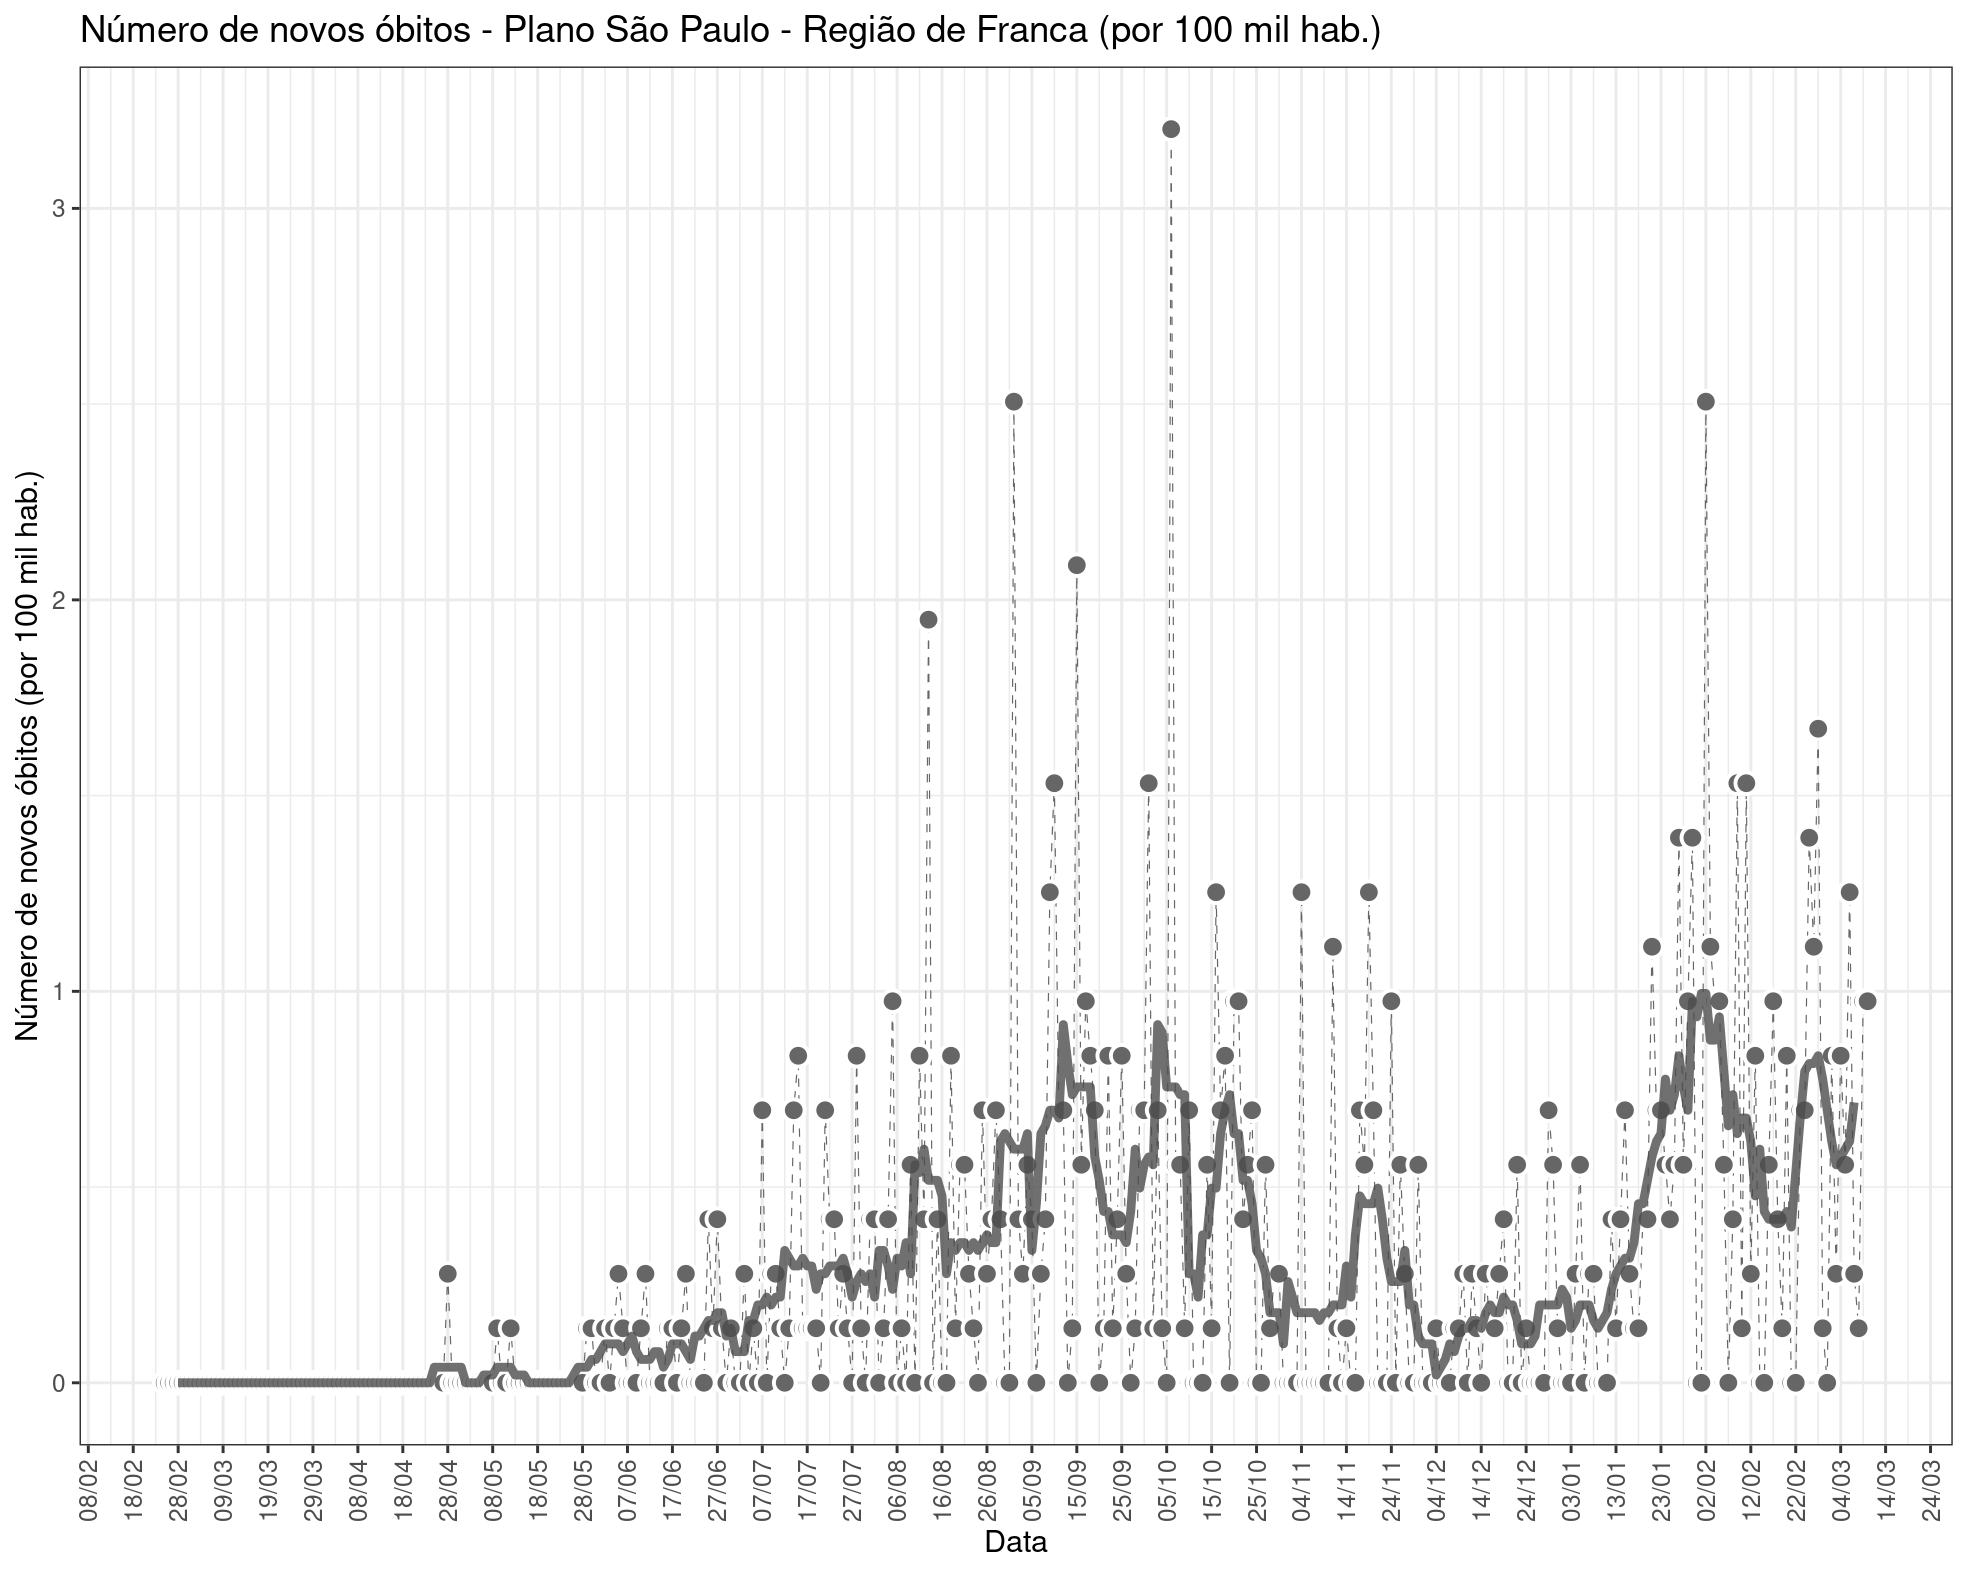 Número de novos óbitos - Plano São Paulo - Região de Franca (por 100 mil hab.)
Número de novos óbitos (por 100 mil hab.)
3
2
1
0
08/02 18/02 28/02 09/03 19/03 29/03 08/04 18/04 28/04 08/05 18/05 28/05 07/06 17/06 27/06 07/07 17/07 27/07 06/08 16/08 26/08 05/09 15/09 25/09 05/10 15/10 25/10 04/11 14/11 24/11 04/12 14/12 24/12 03/01 13/01 23/01 02/02 12/02 22/02 04/03 14/03 24/03
Data